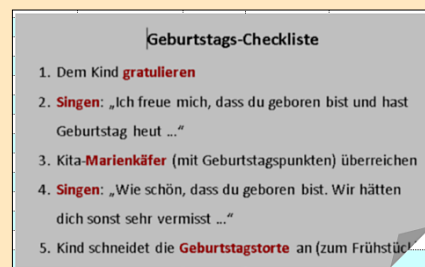 Geburtstags-Checkliste
1. Dem Kind gratulieren
2. Singen: „Ich freue mich, dass du geboren bist und hast
Geburtstag heut ...“
3. Kita-Marienkäfer (mit Geburtstagspunkten) überreichen
4. Singen: „Wie schön, dass du geboren bist. Wir hätten
dich sonst sehr vermisst ...“
5. Kind schneidet die Geburtstagstorte an (zum